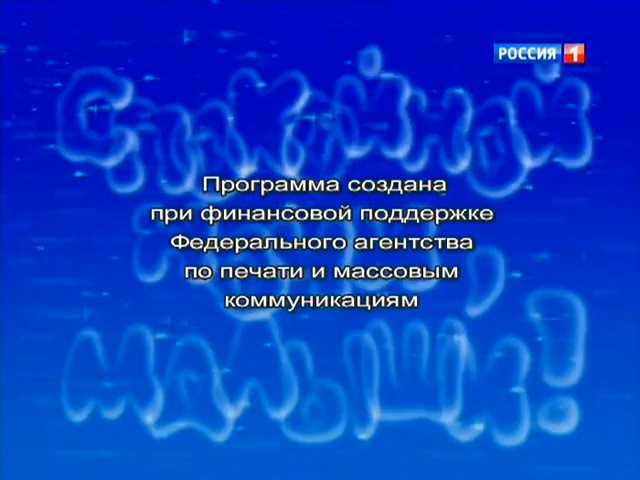 РОССИЯ 1
Спокойной
ночи,
малыши!
Программа создана
при финансовой поддержке
Федерального агентства
по печати и массовым
коммуникациям